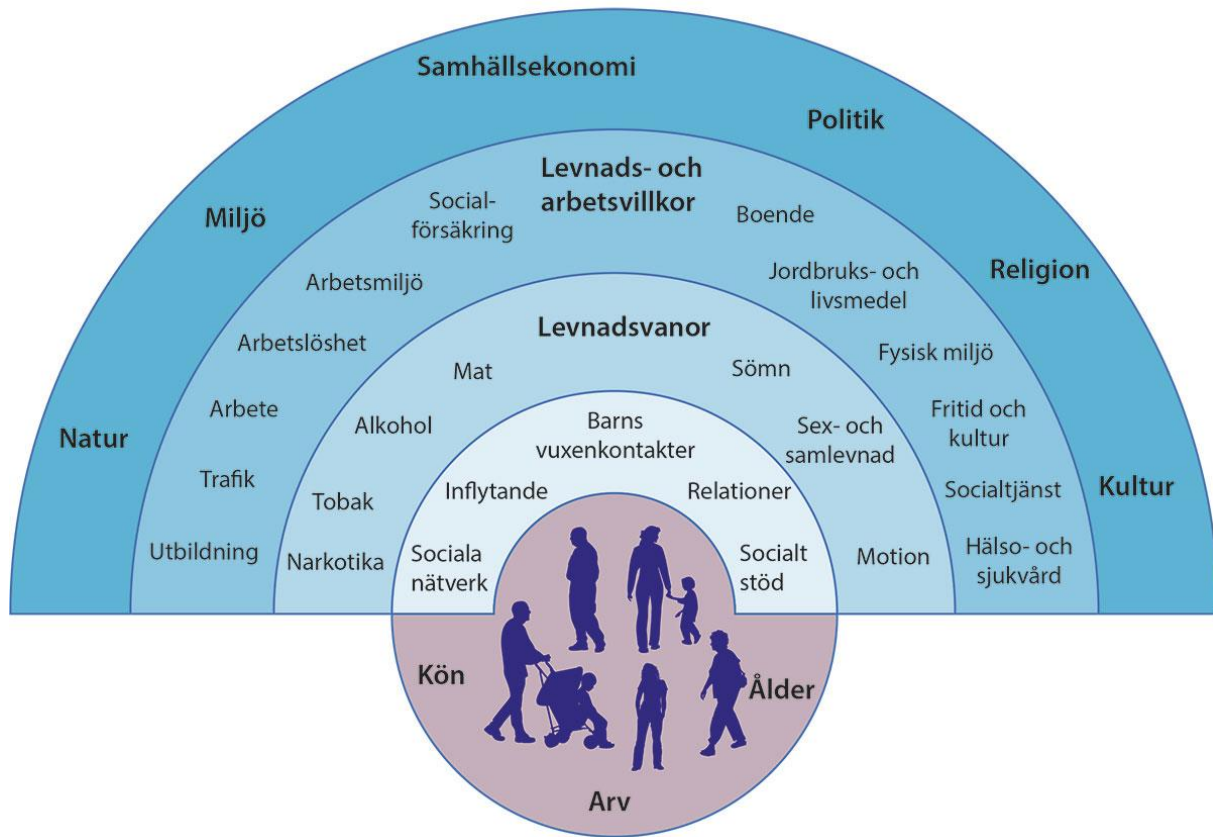 Samhällsekonomi
Politik
Miljö
Religion
Natur
Kultur
Levnads- och
arbetsvillkor
Social-
försäkring
Boende
Arbetsmiljö
Jordbruks- och
livsmedel
Arbetslöshet
Fysisk miljö
Arbete
Fritid och
kultur
Trafik
Socialtjänst
Utbildning
Hälso- och
sjukvård
Levnadsvanor
Mat
Sömn
Alkohol
Sex- och
samlevnad
Tobak
Narkotika
Motion
Barns
vuxenkontakter
Inflytande
Relationer
Sociala
nätverk
Socialt
stöd
Kön
Ålder
Arv